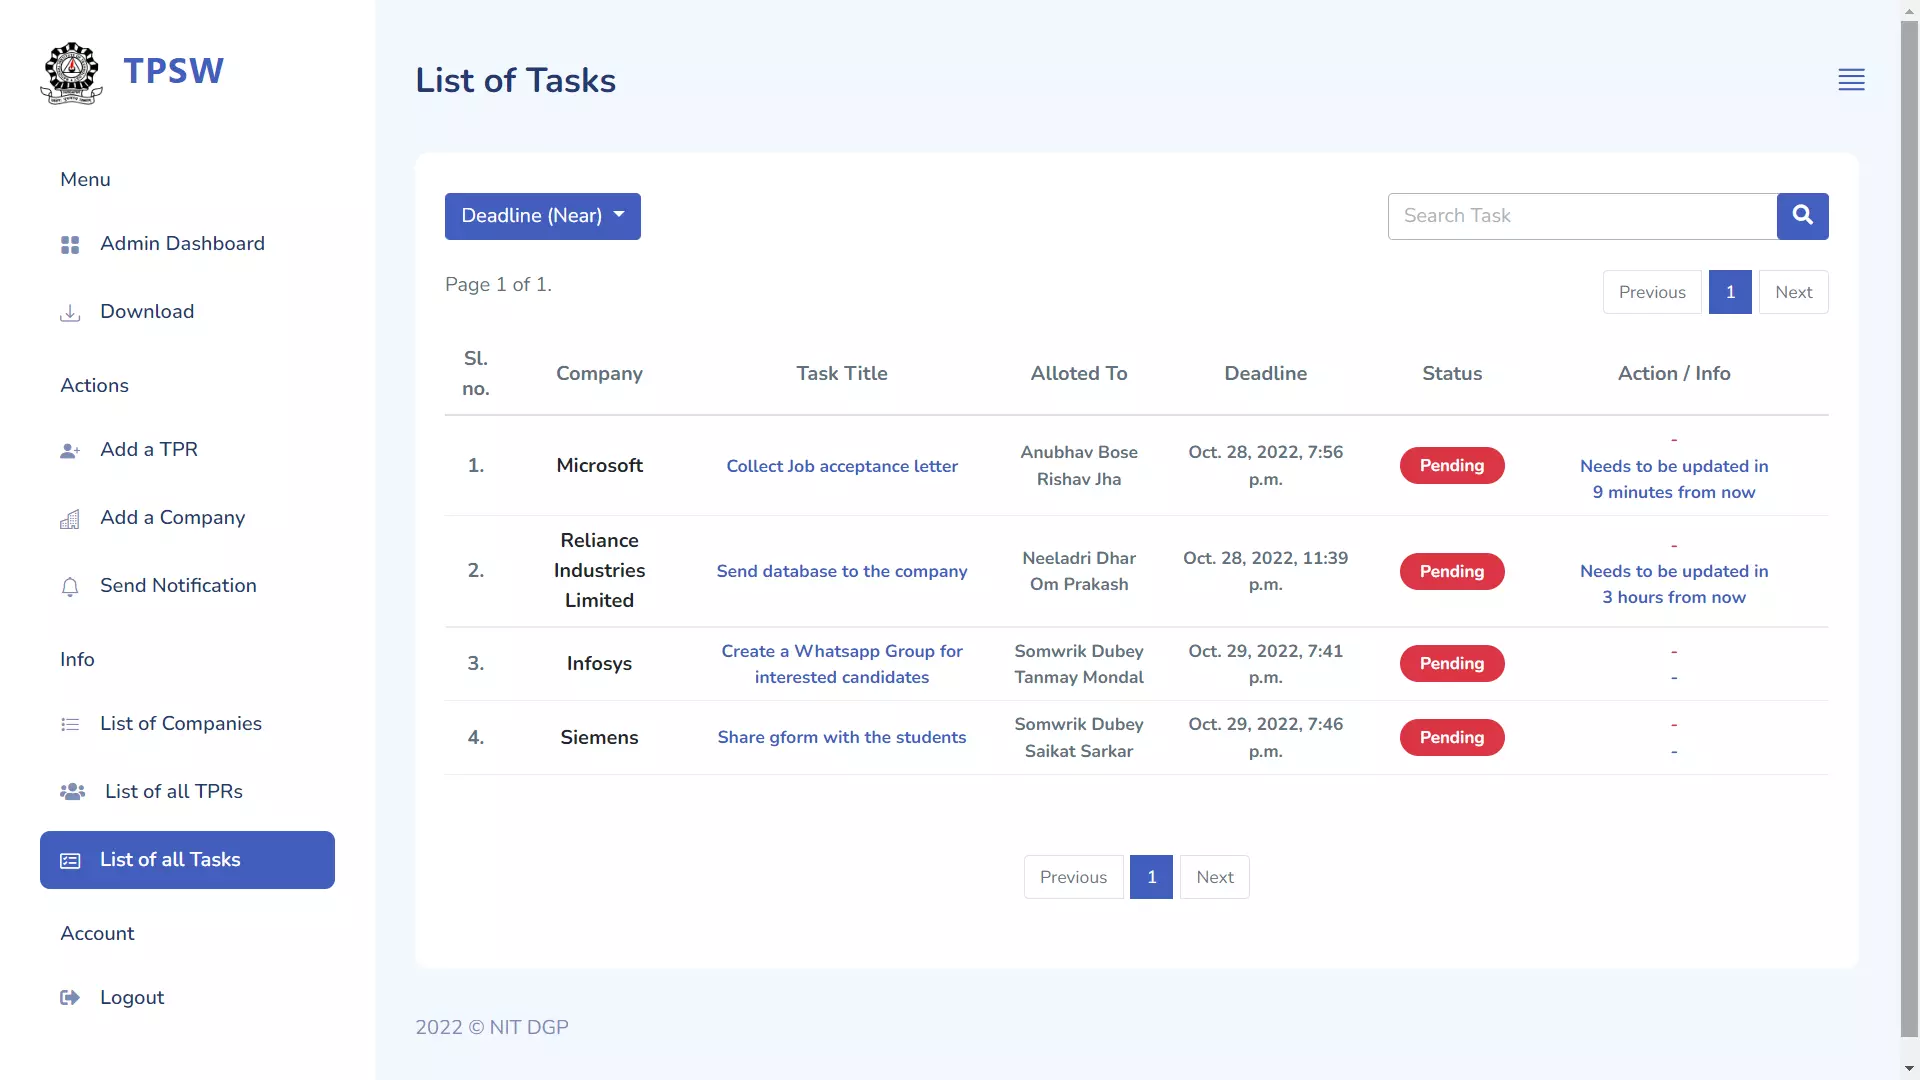 TPSW
Menu
Admin Dashboard
Download
Actions
Add a TPR
Add a Company
Send Notification
Info
List of Companies
List of all TPRs
List of all Tasks
Account
Logout
List of Tasks
Deadline (Near)
Search Task
Page 1 of 1.
Previous 1 Next
Sl. no. Company Task Title Alloted To Deadline Status Action / Info
1. Microsoft Collect Job acceptance letter Anubhav Bose Rishav Jha Oct. 28, 2022, 7:56 p.m. Pending - Needs to be updated in 9 minutes from now
2. Reliance Industries Limited Send database to the company Neeladri Dhar Om Prakash Oct. 28, 2022, 11:39 p.m. Pending - Needs to be updated in 3 hours from now
3. Infosys Create a Whatsapp Group for interested candidates Somwrik Dubey Tanmay Mondal Oct. 29, 2022, 7:41 p.m. Pending - -
4. Siemens Share gform with the students Somwrik Dubey Saikat Sarkar Oct. 29, 2022, 7:46 p.m. Pending - -
Previous 1 Next
2022 © NIT DGP